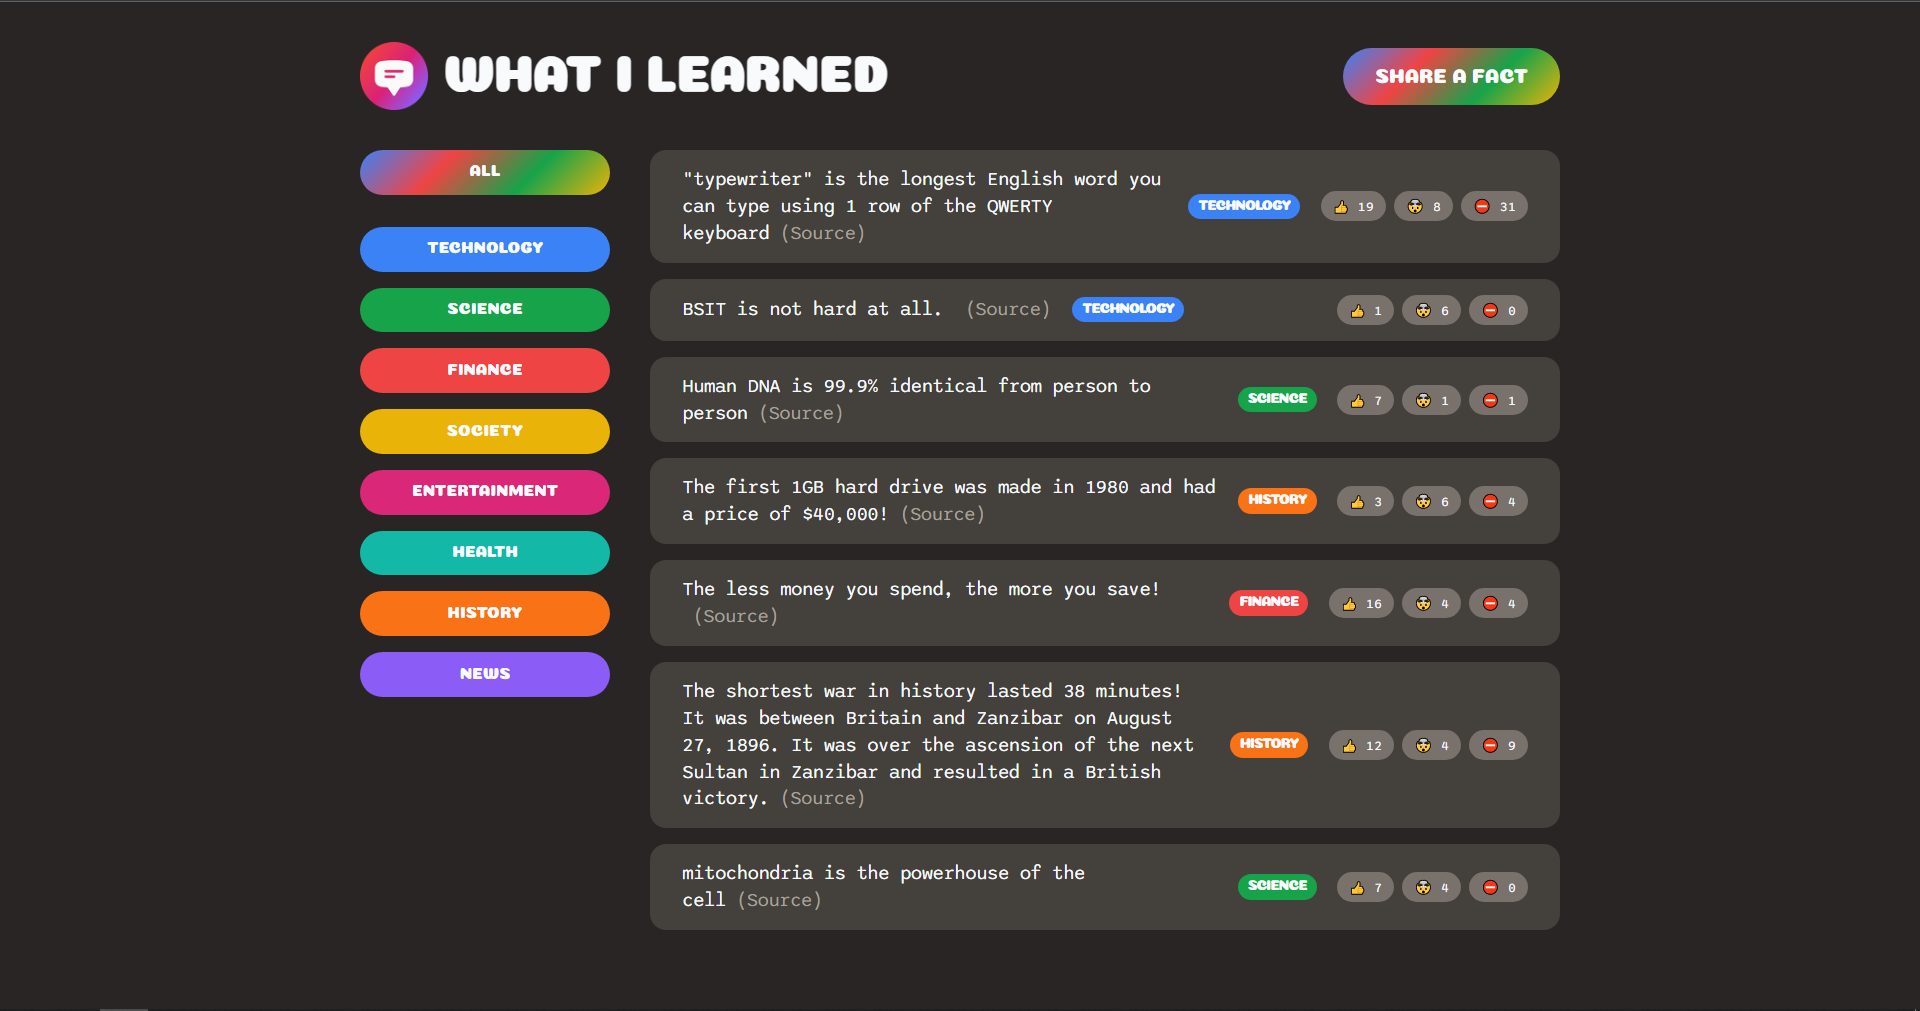 WHAT I LEARNED
SHARE A FACT
ALL
TECHNOLOGY
SCIENCE
FINANCE
SOCIETY
ENTERTAINMENT
HEALTH
HISTORY
NEWS
"typewriter" is the longest English word you
can type using 1 row of the QWERTY
keyboard (Source)
TECHNOLOGY
👍 19 🤯 8 ⛔ 31
BSIT is not hard at all. (Source)
TECHNOLOGY
👍 1 🤯 6 ⛔ 0
Human DNA is 99.9% identical from person to
person (Source)
SCIENCE
👍 7 🤯 1 ⛔ 1
The first 1GB hard drive was made in 1980 and had
a price of $40,000! (Source)
HISTORY
👍 3 🤯 6 ⛔ 4
The less money you spend, the more you save!
(Source)
FINANCE
👍 16 🤯 4 ⛔ 4
The shortest war in history lasted 38 minutes!
It was between Britain and Zanzibar on August
27, 1896. It was over the ascension of the next
Sultan in Zanzibar and resulted in a British
victory. (Source)
HISTORY
👍 12 🤯 4 ⛔ 9
mitochondria is the powerhouse of the
cell (Source)
SCIENCE
👍 7 🤯 4 ⛔ 0